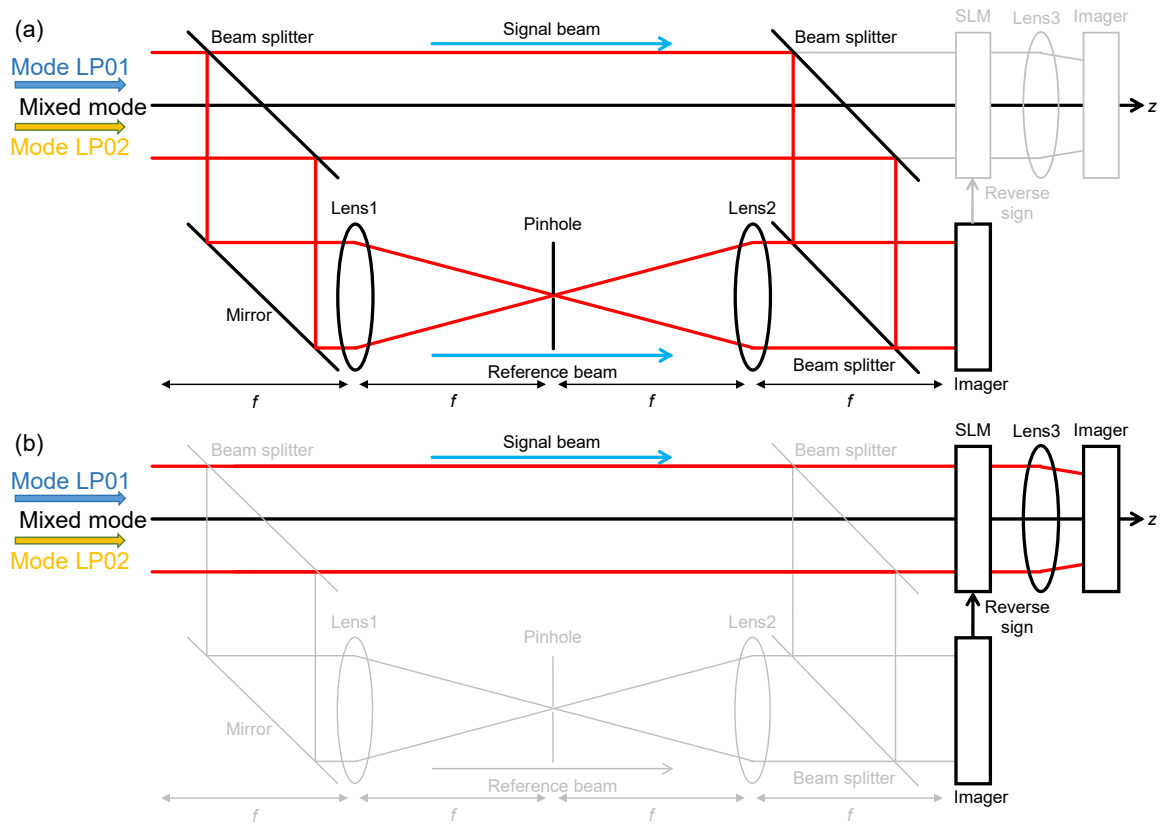 (a)
Beam splitter
Signal beam
Beam splitter
SLM
Lens3
Imager
Mode LP01
Mixed mode
Mode LP02
z
Reverse
sign
Lens1
Pinhole
Lens2
Mirror
Reference beam
Beam splitter
Imager
f
f
f
f
(b)
Beam splitter
Signal beam
Beam splitter
SLM
Lens3
Imager
Mode LP01
Mixed mode
Mode LP02
z
Reverse
sign
Lens1
Pinhole
Lens2
Mirror
Reference beam
Beam splitter
Imager
f
f
f
f